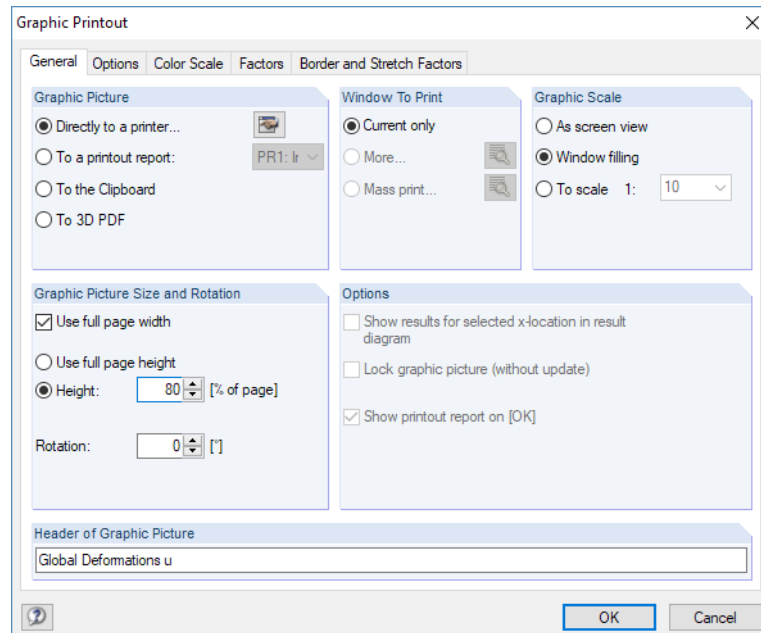 Graphic Printout
General Options Color Scale Factors Border and Stretch Factors
Graphic Picture
Directly to a printer...
To a printout report: PR1: Ir
To the Clipboard
To 3D PDF
Window To Print
Current only
More...
Mass print...
Graphic Scale
As screen view
Window filling
To scale 1: 10
Graphic Picture Size and Rotation
Use full page width
Use full page height
Height: 80 [% of page]
Rotation: 0 [°]
Options
Show results for selected x-location in result
diagram
Lock graphic picture (without update)
Show printout report on [OK]
Header of Graphic Picture
Global Deformations u
OK Cancel